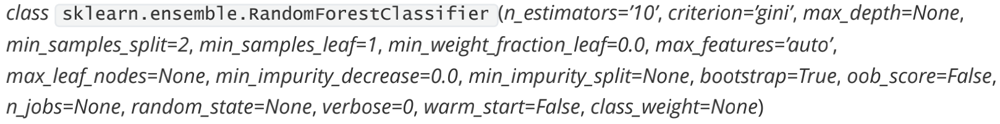 class sklearn.ensemble.RandomForestClassifier (n_estimators=’10’, criterion=’gini’, max_depth=None,
min_samples_split=2, min_samples_leaf=1, min_weight_fraction_leaf=0.0, max_features=’auto’,
max_leaf_nodes=None, min_impurity_decrease=0.0, min_impurity_split=None, bootstrap=True, oob_score=False,
n_jobs=None, random_state=None, verbose=0, warm_start=False, class_weight=None)